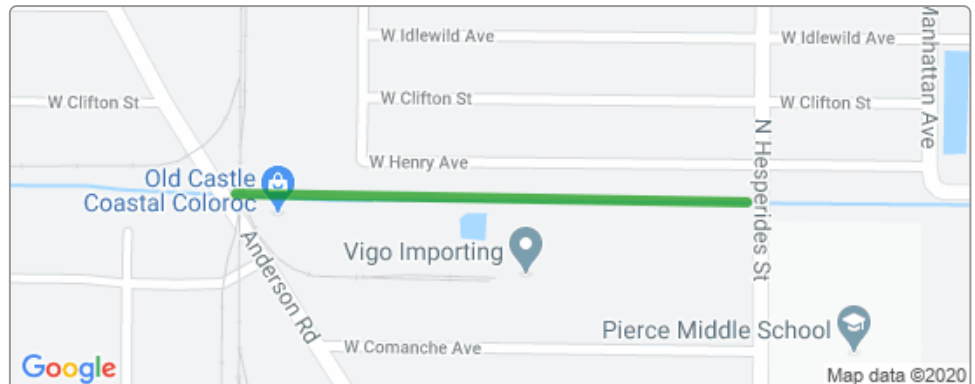 W Idlewild Ave
W Idlewild Ave
Manhattan Ave
W Clifton St
W Clifton St
W Clifton St
N Hesperides St
W Henry Ave
Old Castle
Coastal Coloroc
Anderson Rd
Vigo Importing
Pierce Middle School
W Comanche Ave
Google
Map data ©2020